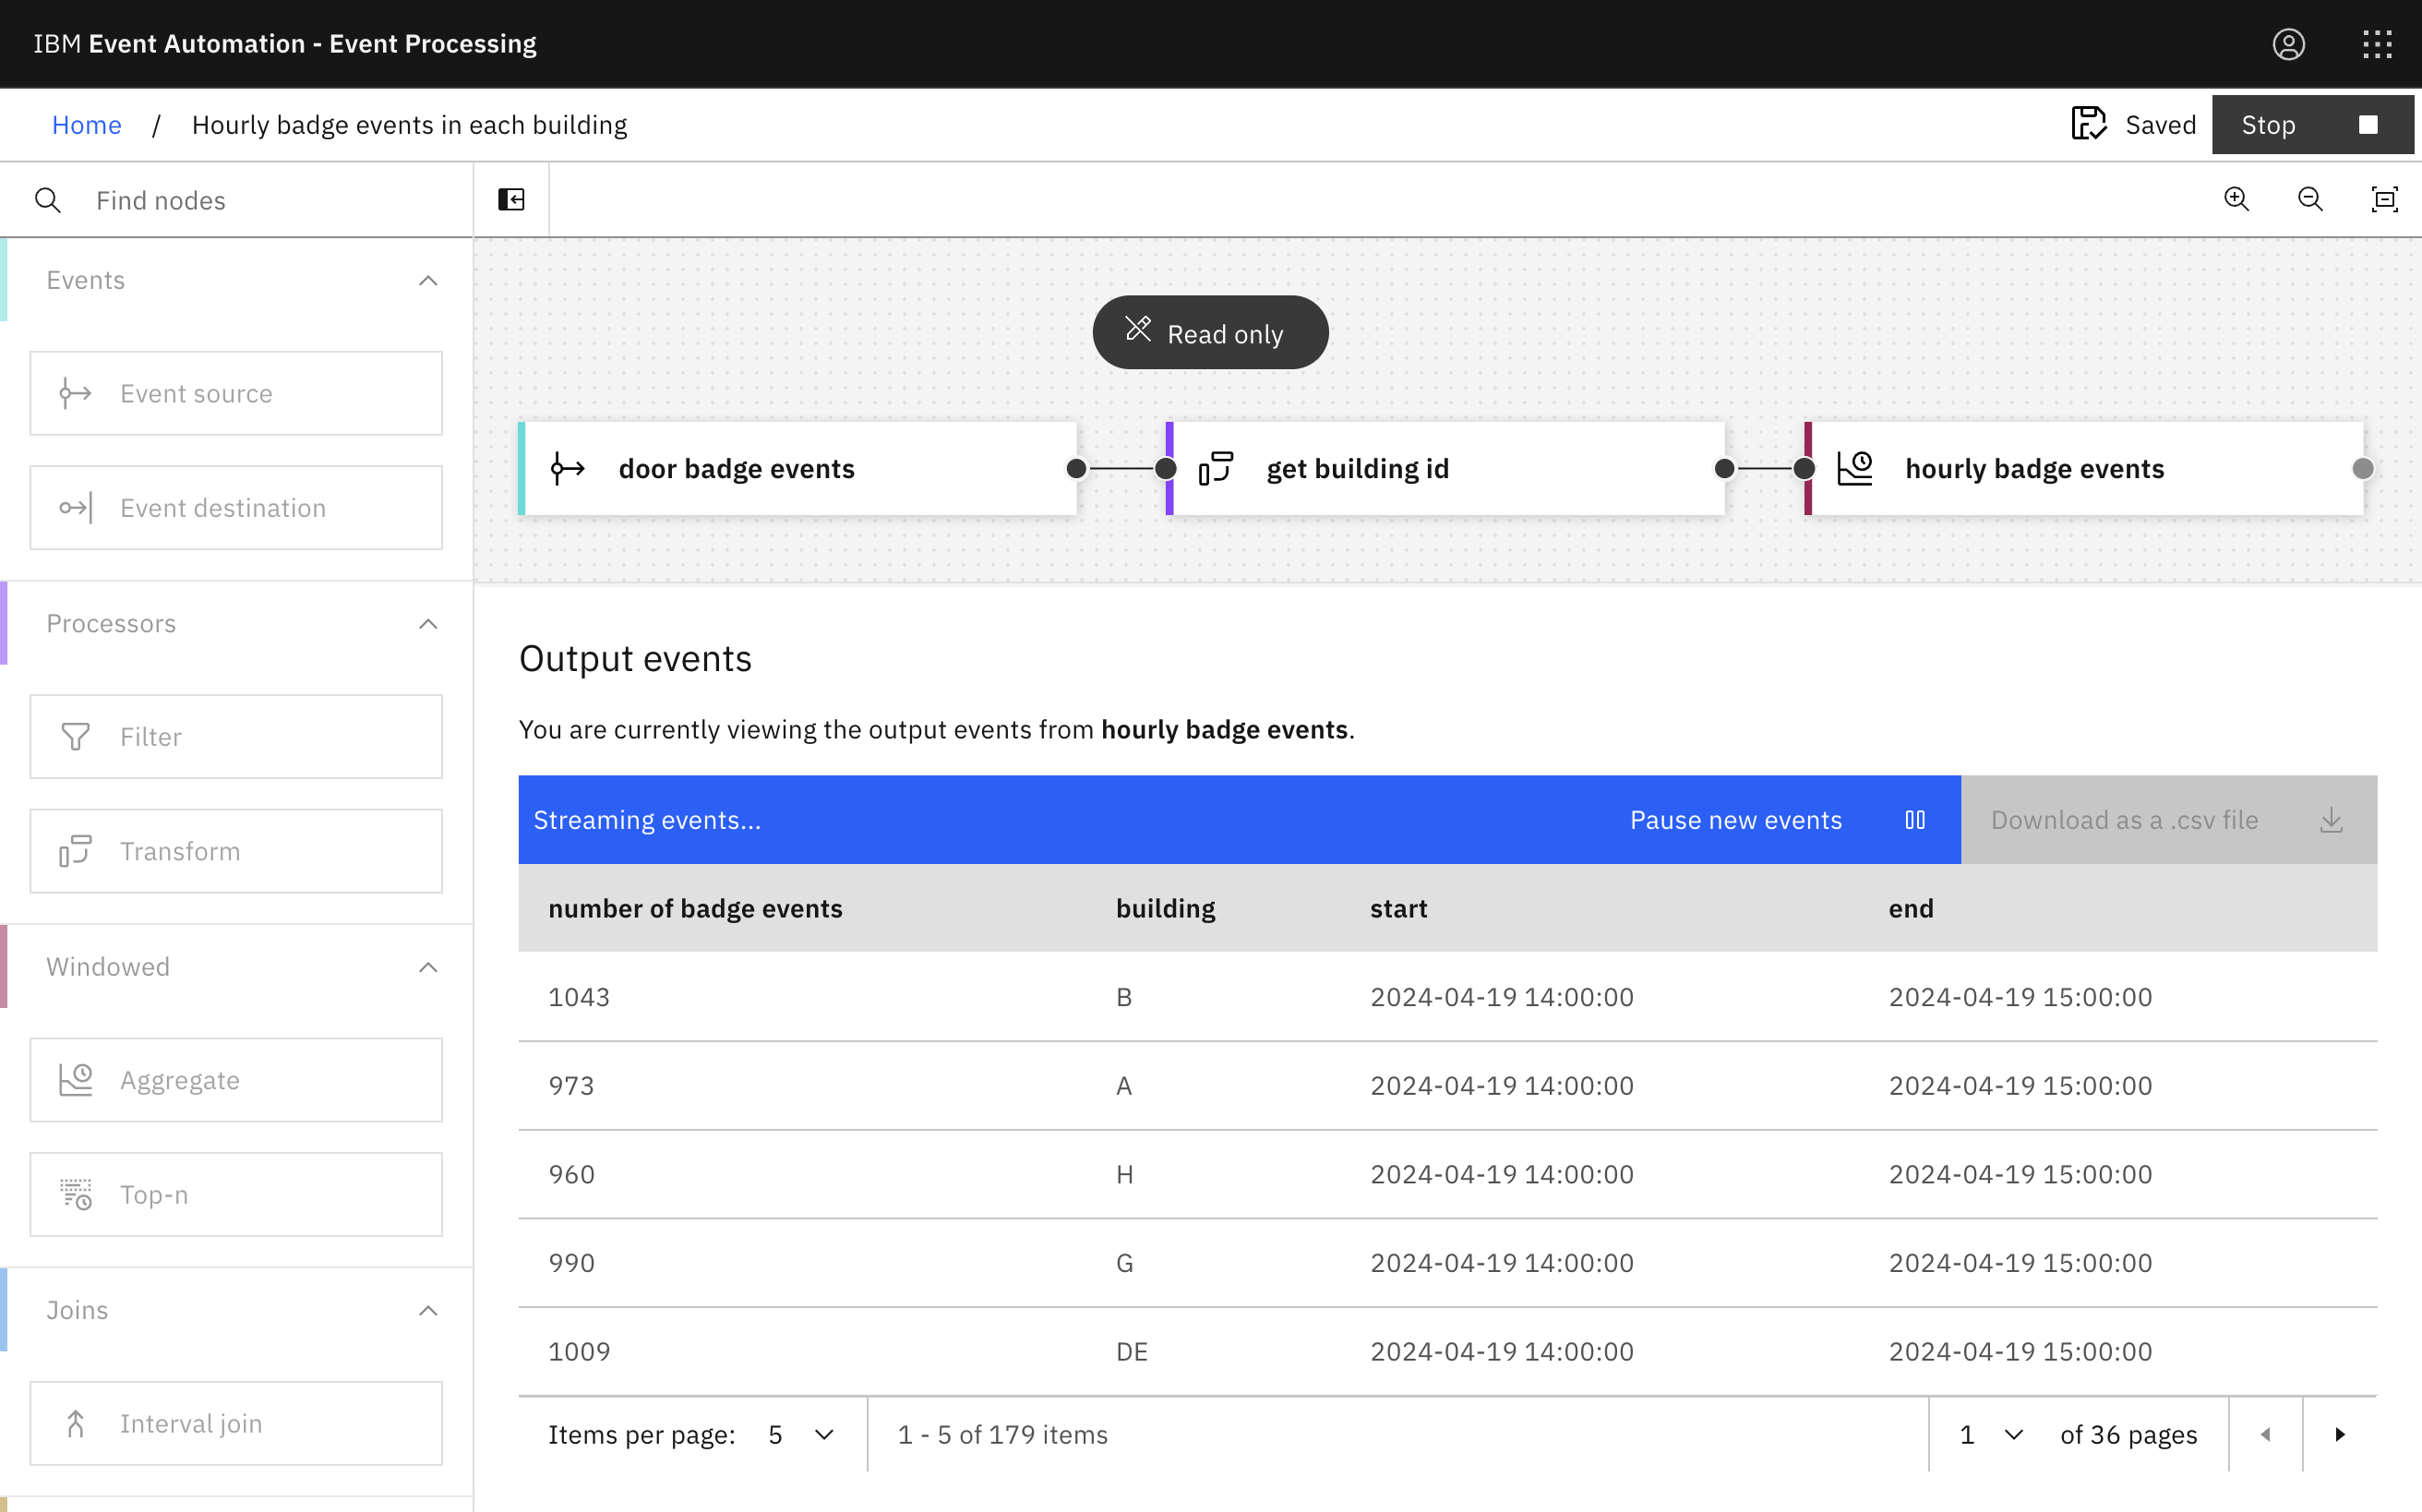 IBM Event Automation - Event Processing
Home / Hourly badge events in each building
Saved
Stop
Find nodes
Events
Event source
Event destination
Processors
Filter
Transform
Windowed
Aggregate
Top-n
Joins
Interval join
Read only
door badge events
get building id
hourly badge events
Output events
You are currently viewing the output events from hourly badge events.
Streaming events...
Pause new events
Download as a .csv file
number of badge events building start end
1043 B 2024-04-19 14:00:00 2024-04-19 15:00:00
973 A 2024-04-19 14:00:00 2024-04-19 15:00:00
960 H 2024-04-19 14:00:00 2024-04-19 15:00:00
990 G 2024-04-19 14:00:00 2024-04-19 15:00:00
1009 DE 2024-04-19 14:00:00 2024-04-19 15:00:00
Items per page: 5 1 - 5 of 179 items 1 of 36 pages